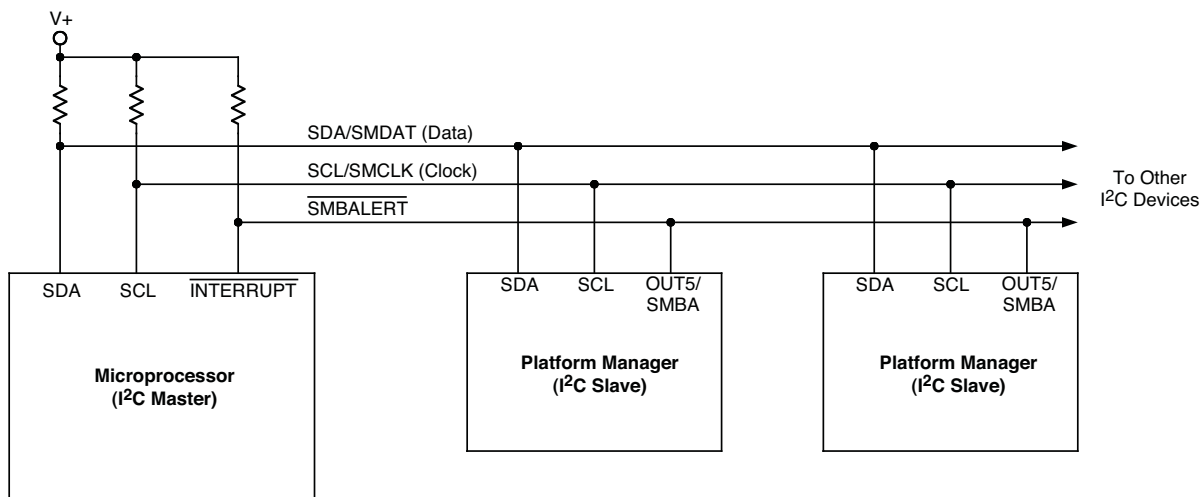 V+
SDA/SMDAT (Data)
SCL/SMCLK (Clock)
SMBALERT
To Other
I²C Devices
SDA SCL INTERRUPT
Microprocessor
(I²C Master)
SDA SCL OUT5/
SMBA
Platform Manager
(I²C Slave)
SDA SCL OUT5/
SMBA
Platform Manager
(I²C Slave)